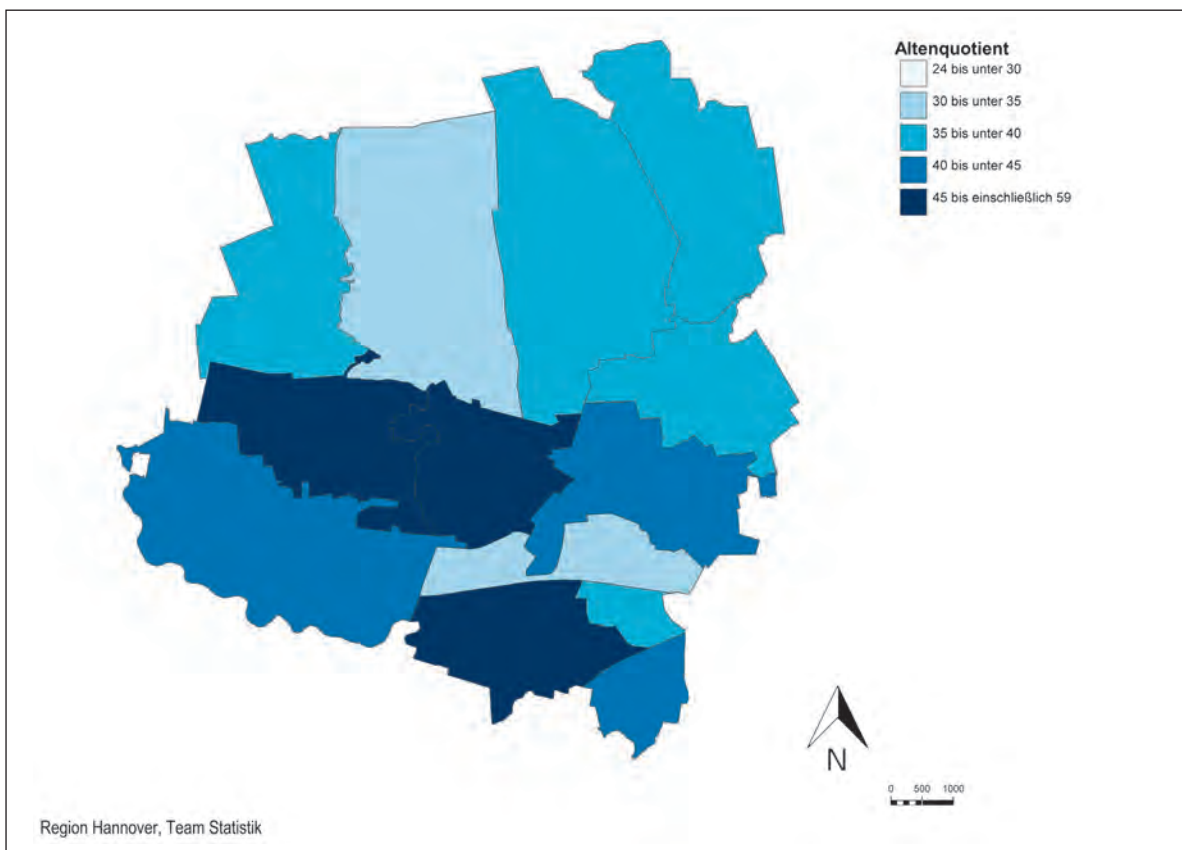 Altenquotient
24 bis unter 30
30 bis unter 35
35 bis unter 40
40 bis unter 45
45 bis einschließlich 59
N
0 500 1000
Region Hannover, Team Statistik